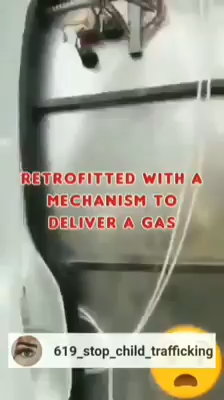 RETROFITTED WITH A
MECHANISM TO
DELIVER A GAS
619_stop_child_trafficking